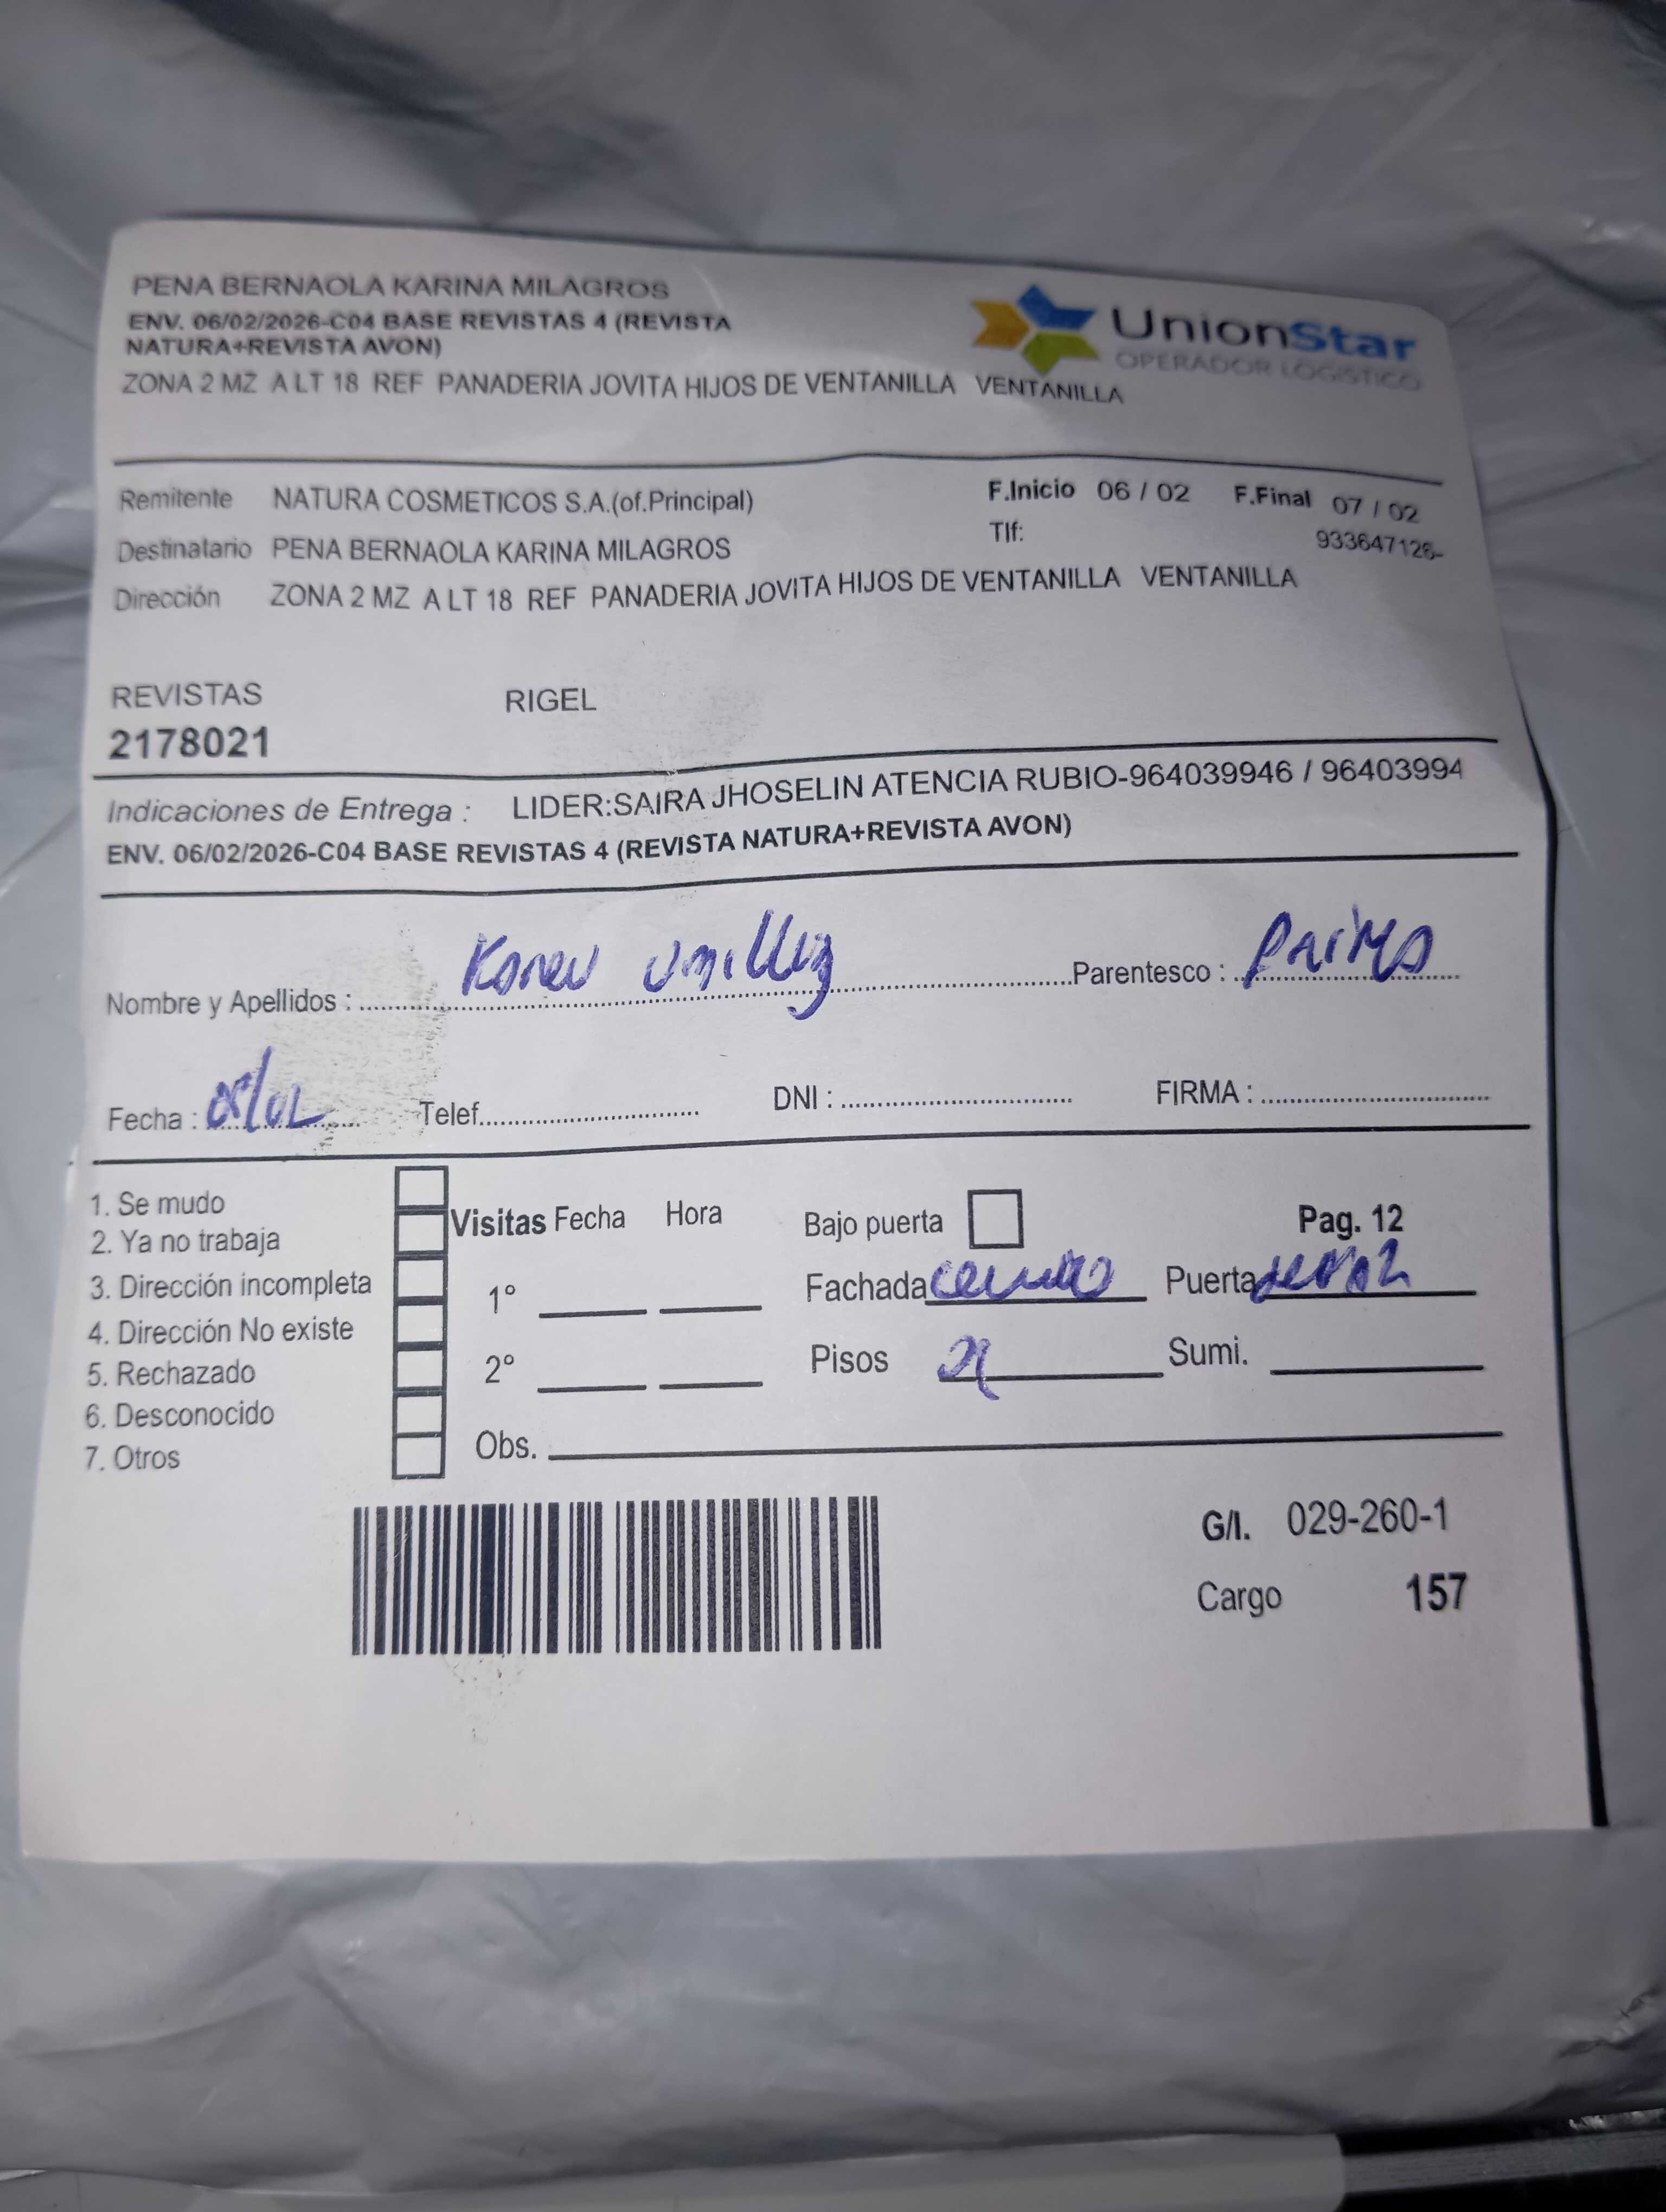 PENA BERNAOLA KARINA MILAGROS
ENV. 06/02/2026-C04 BASE REVISTAS 4 (REVISTA
NATURA+REVISTA AVON)
ZONA 2 MZ A LT 18 REF PANADERIA JOVITA HIJOS DE VENTANILLA VENTANILLA
UnionStar
OPERADOR LOGISTICO
Remitente NATURA COSMETICOS S.A.(of.Principal) F.Inicio 06 / 02 F.Final 07 / 02
Destinatario PENA BERNAOLA KARINA MILAGROS Tlf: 933647126-
Dirección ZONA 2 MZ A LT 18 REF PANADERIA JOVITA HIJOS DE VENTANILLA VENTANILLA
REVISTAS RIGEL
2178021
Indicaciones de Entrega : LIDER:SAIRA JHOSELIN ATENCIA RUBIO-964039946 / 96403994
ENV. 06/02/2026-C04 BASE REVISTAS 4 (REVISTA NATURA+REVISTA AVON)
Nombre y Apellidos : Karen Parentesco :
Fecha : Telef. DNI : FIRMA :
1. Se mudo
2. Ya no trabaja
3. Dirección incompleta
4. Dirección No existe
5. Rechazado
6. Desconocido
7. Otros
Visitas Fecha Hora
1°
2°
Obs.
Bajo puerta Pag. 12
Fachada Puerta
Pisos Sumi.
G/I. 029-260-1
Cargo 157